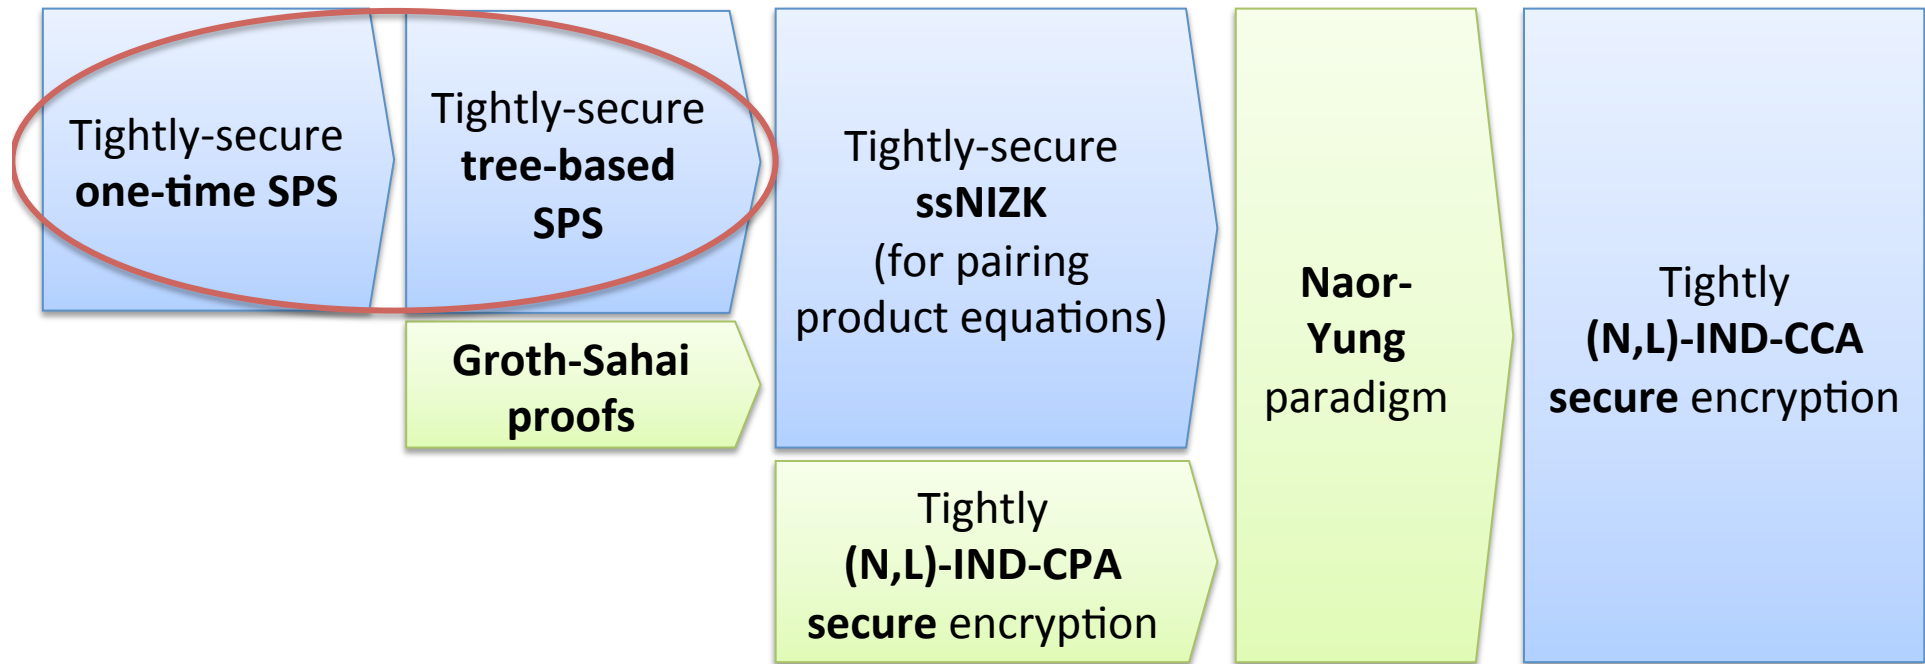 Tightly-secure
one-time SPS
Tightly-secure
tree-based
SPS
Groth-Sahai
proofs
Tightly-secure
ssNIZK
(for pairing
product equations)
Tightly
(N,L)-IND-CPA
secure encryption
Naor-
Yung
paradigm
Tightly
(N,L)-IND-CCA
secure encryption